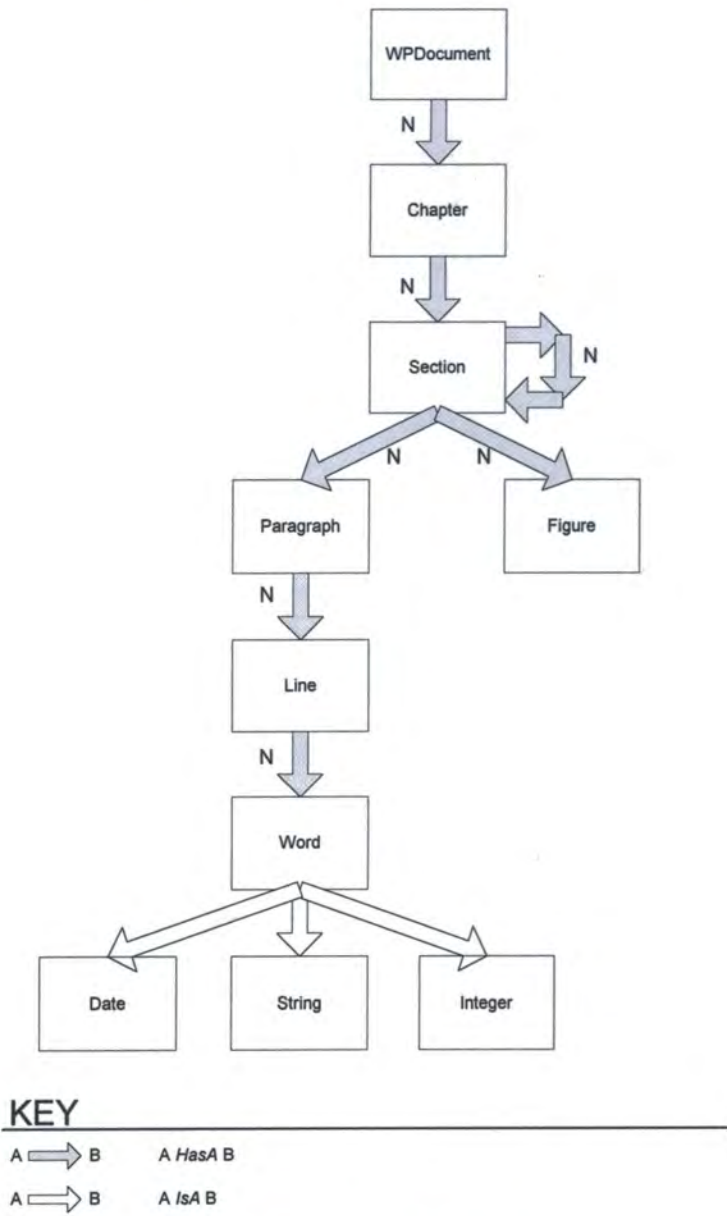 WPDocument
N
Chapter
N
Section
N
N
N
Paragraph
Figure
N
Line
N
Word
Date
String
Integer
KEY
A B A HasA B
A B A IsA B